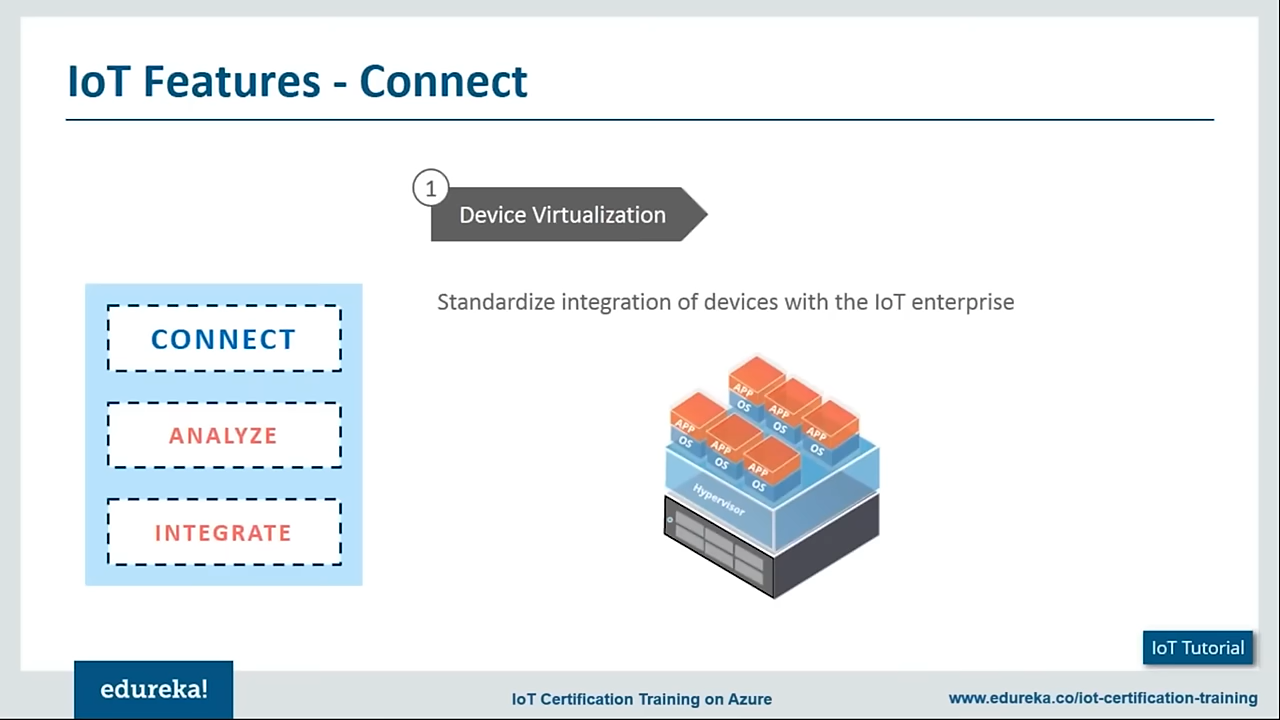 IoT Features - Connect
1
Device Virtualization
Standardize integration of devices with the IoT enterprise
CONNECT
ANALYZE
INTEGRATE
APP
OS
APP
OS
APP
OS
APP
OS
APP
OS
APP
OS
Hypervisor
IoT Tutorial
edureka!
IoT Certification Training on Azure
www.edureka.co/iot-certification-training